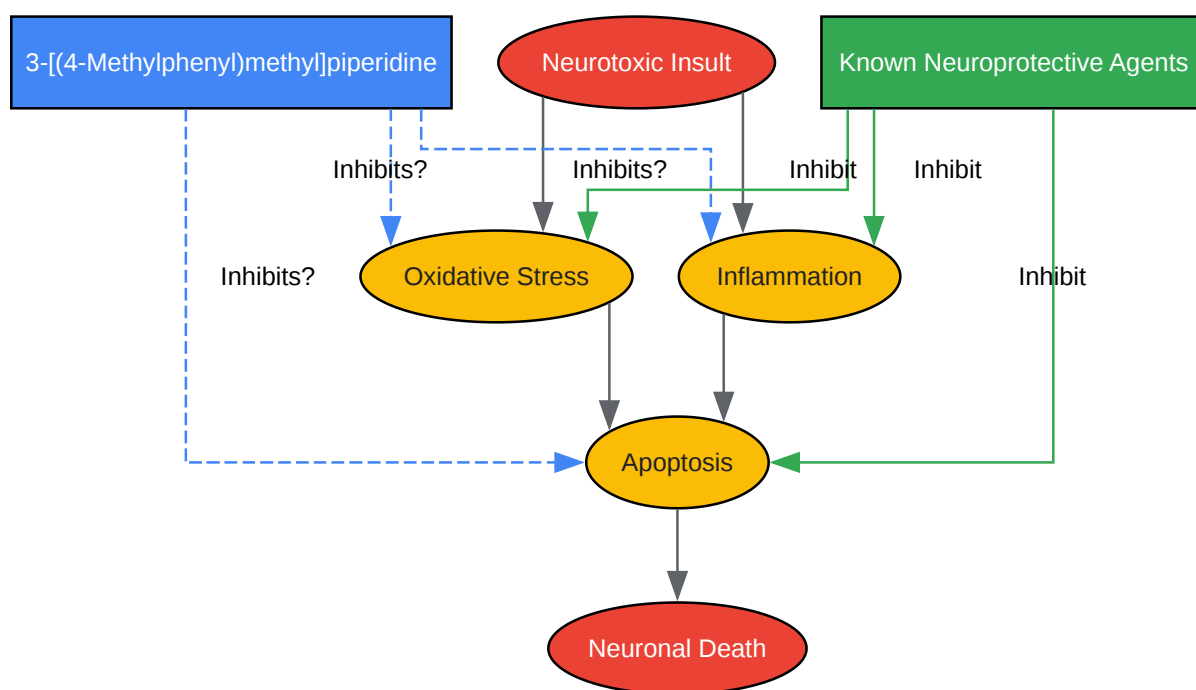 3-[(4-Methylphenyl)methyl]piperidine
Neurotoxic Insult
Known Neuroprotective Agents
Inhibits?
Inhibits?
Inhibit
Inhibit
Oxidative Stress
Inflammation
Inhibits?
Inhibit
Apoptosis
Neuronal Death